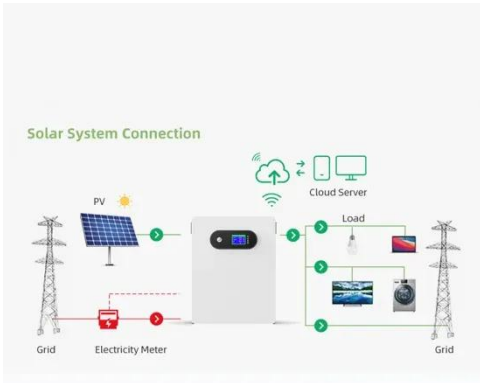 Solar System Connection
Cloud Server
PV
Load
Grid
Electricity Meter
Grid